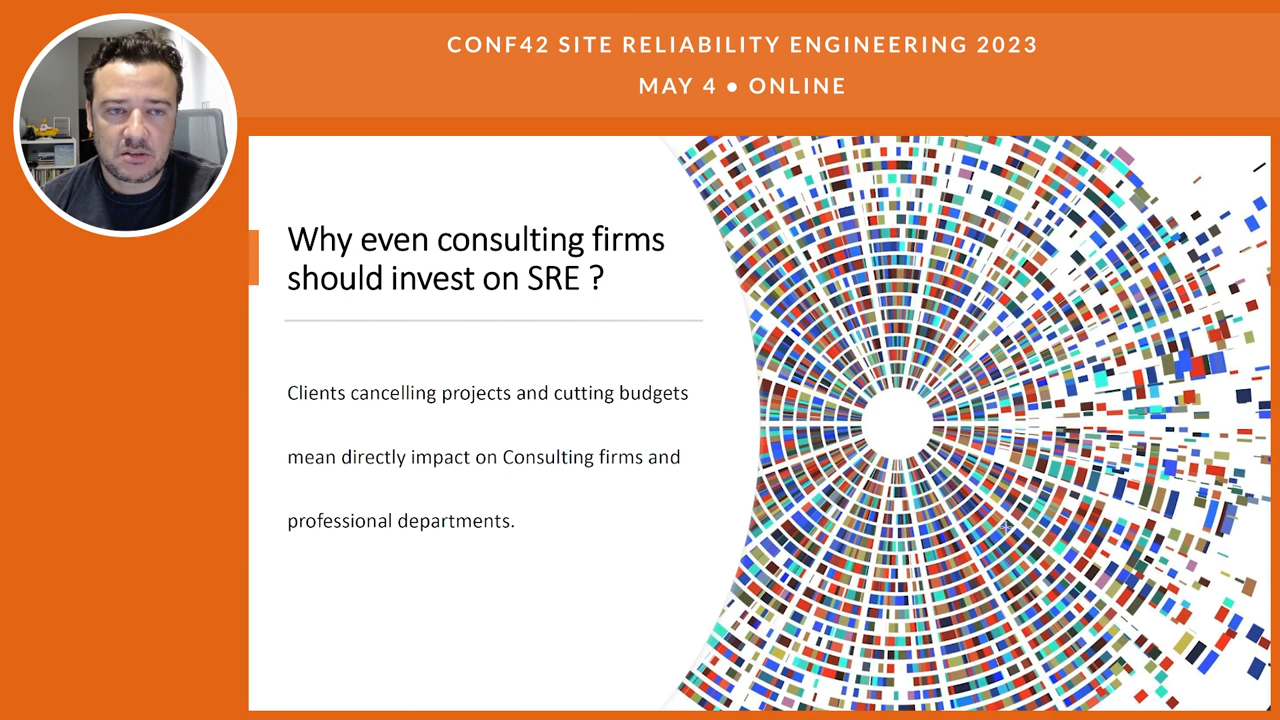 CONF42 SITE RELIABILITY ENGINEERING 2023
MAY 4 ● ONLINE
Why even consulting firms
should invest on SRE ?
Clients cancelling projects and cutting budgets
mean directly impact on Consulting firms and
professional departments.